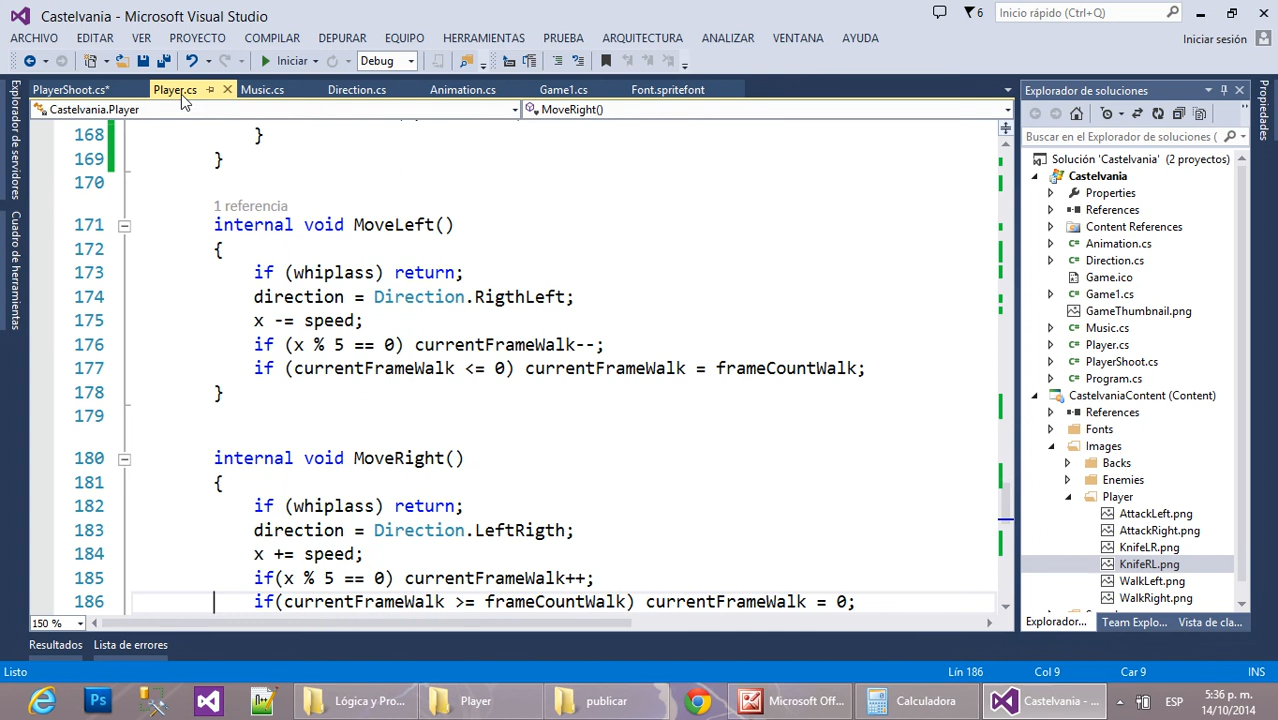 Castelvania - Microsoft Visual Studio
6
Inicio rápido (Ctrl+Q)
ARCHIVO EDITAR VER PROYECTO COMPILAR DEPURAR EQUIPO HERRAMIENTAS PRUEBA ARQUITECTURA ANALIZAR VENTANA AYUDA
Iniciar sesión
Iniciar Debug
PlayerShoot.cs* Player.cs Music.cs Direction.cs Animation.cs Game1.cs Font.spritefont
Castelvania.Player MoveRight()
Explorador de servidores
Cuadro de herramientas
168 }
169 }
170
1 referencia
171 internal void MoveLeft()
172 {
173 if (whiplass) return;
174 direction = Direction.RigthLeft;
175 x -= speed;
176 if (x % 5 == 0) currentFrameWalk--;
177 if (currentFrameWalk <= 0) currentFrameWalk = frameCountWalk;
178 }
179
180 internal void MoveRight()
181 {
182 if (whiplass) return;
183 direction = Direction.LeftRigth;
184 x += speed;
185 if(x % 5 == 0) currentFrameWalk++;
186 if(currentFrameWalk >= frameCountWalk) currentFrameWalk = 0;
150 %
Explorador de soluciones
Buscar en el Explorador de soluciones (
Solución 'Castelvania' (2 proyectos)
Castelvania
Properties
References
Content References
Animation.cs
Direction.cs
Game.ico
Game1.cs
GameThumbnail.png
Music.cs
Player.cs
PlayerShoot.cs
Program.cs
CastelvaniaContent (Content)
References
Fonts
Images
Backs
Enemies
Player
AttackLeft.png
AttackRight.png
KnifeLR.png
KnifeRL.png
WalkLeft.png
WalkRight.png
Explorador... Team Explo... Vista de cla...
Propiedades
Resultados Lista de errores
Listo Lín 186 Col 9 Car 9 INS
Ps Lógica y Pro... Player publicar Microsoft Off... Calculadora Castelvania - ... ESP
5:36 p. m.
14/10/2014